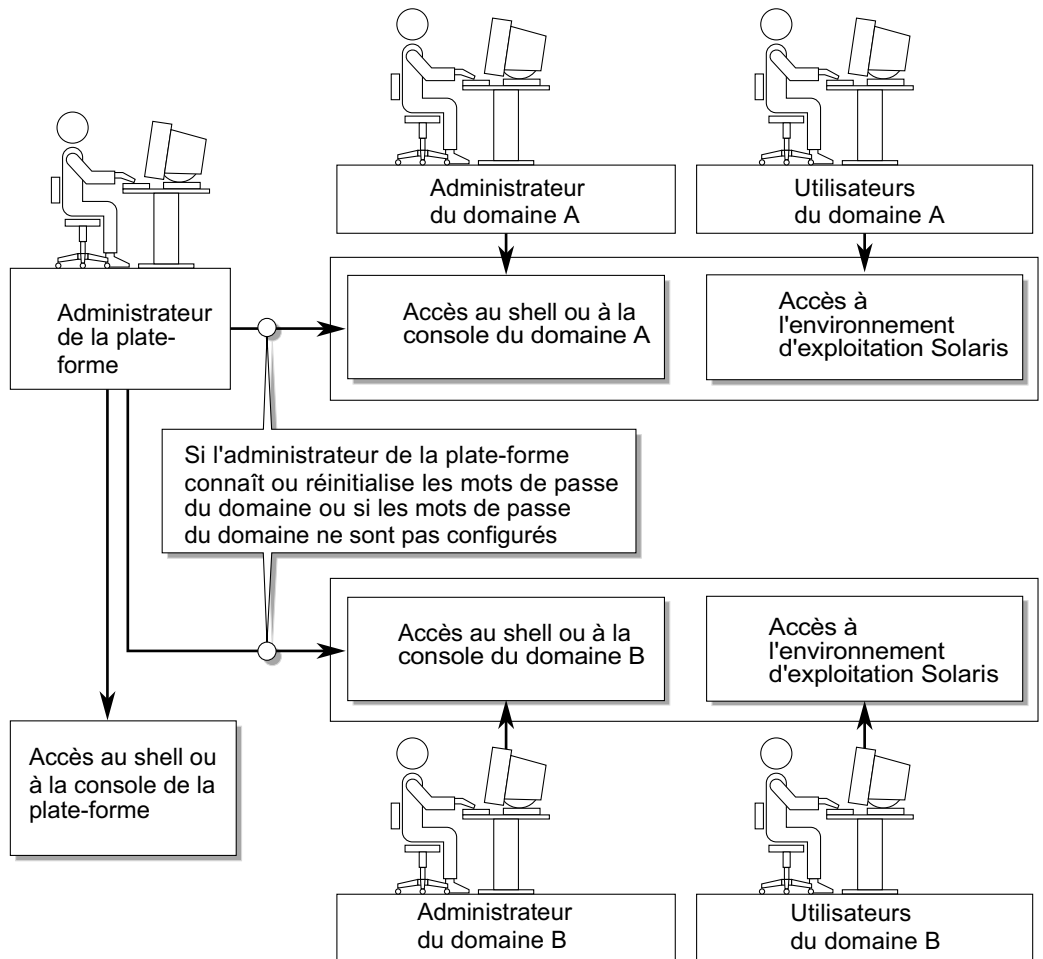 Administrateur
du domaine A
Utilisateurs
du domaine A
Administrateur
de la plate-
forme
Accès au shell ou à la
console du domaine A
Accès à
l'environnement
d'exploitation Solaris
Si l'administrateur de la plate-forme
connaît ou réinitialise les mots de passe
du domaine ou si les mots de passe
du domaine ne sont pas configurés
Accès au shell ou à la
console du domaine B
Accès à
l'environnement
d'exploitation Solaris
Accès au shell ou
à la console de la
plate-forme
Administrateur
du domaine B
Utilisateurs
du domaine B